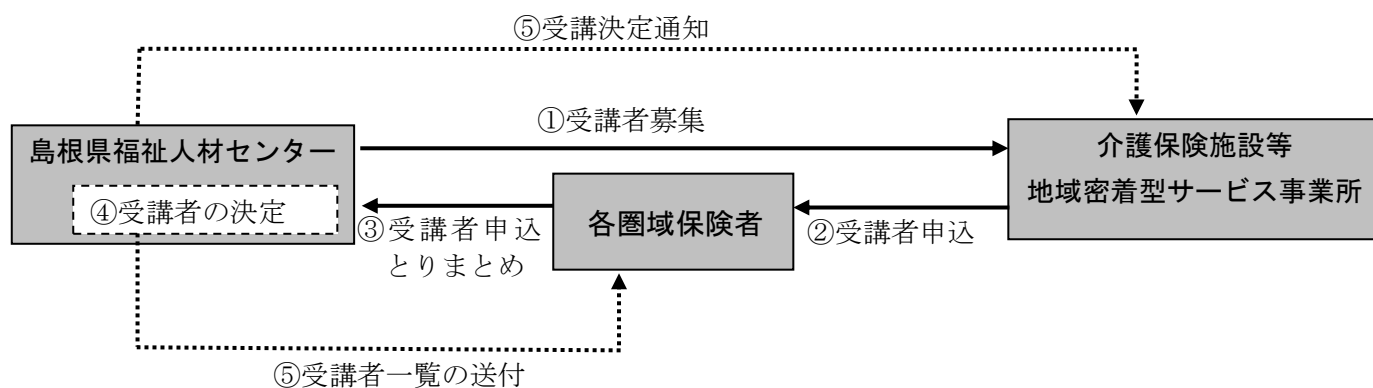 ⑤受講決定通知
①受講者募集
島根県福祉人材センター
④受講者の決定
介護保険施設等
地域密着型サービス事業所
各圏域保険者
②受講者申込
③受講者申込
とりまとめ
⑤受講者一覧の送付